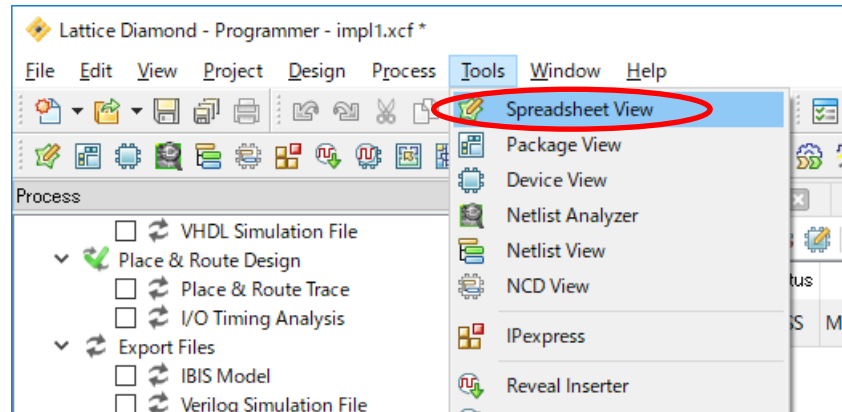 Lattice Diamond - Programmer - impl1.xcf *
File Edit View Project Design Process Tools Window Help
Spreadsheet View
Package View
Process
Device View
VHDL Simulation File
Netlist Analyzer
Place & Route Design
Netlist View
Place & Route Trace
NCD View
I/O Timing Analysis
Export Files
IPexpress
IBIS Model
Reveal Inserter
Verilog Simulation File